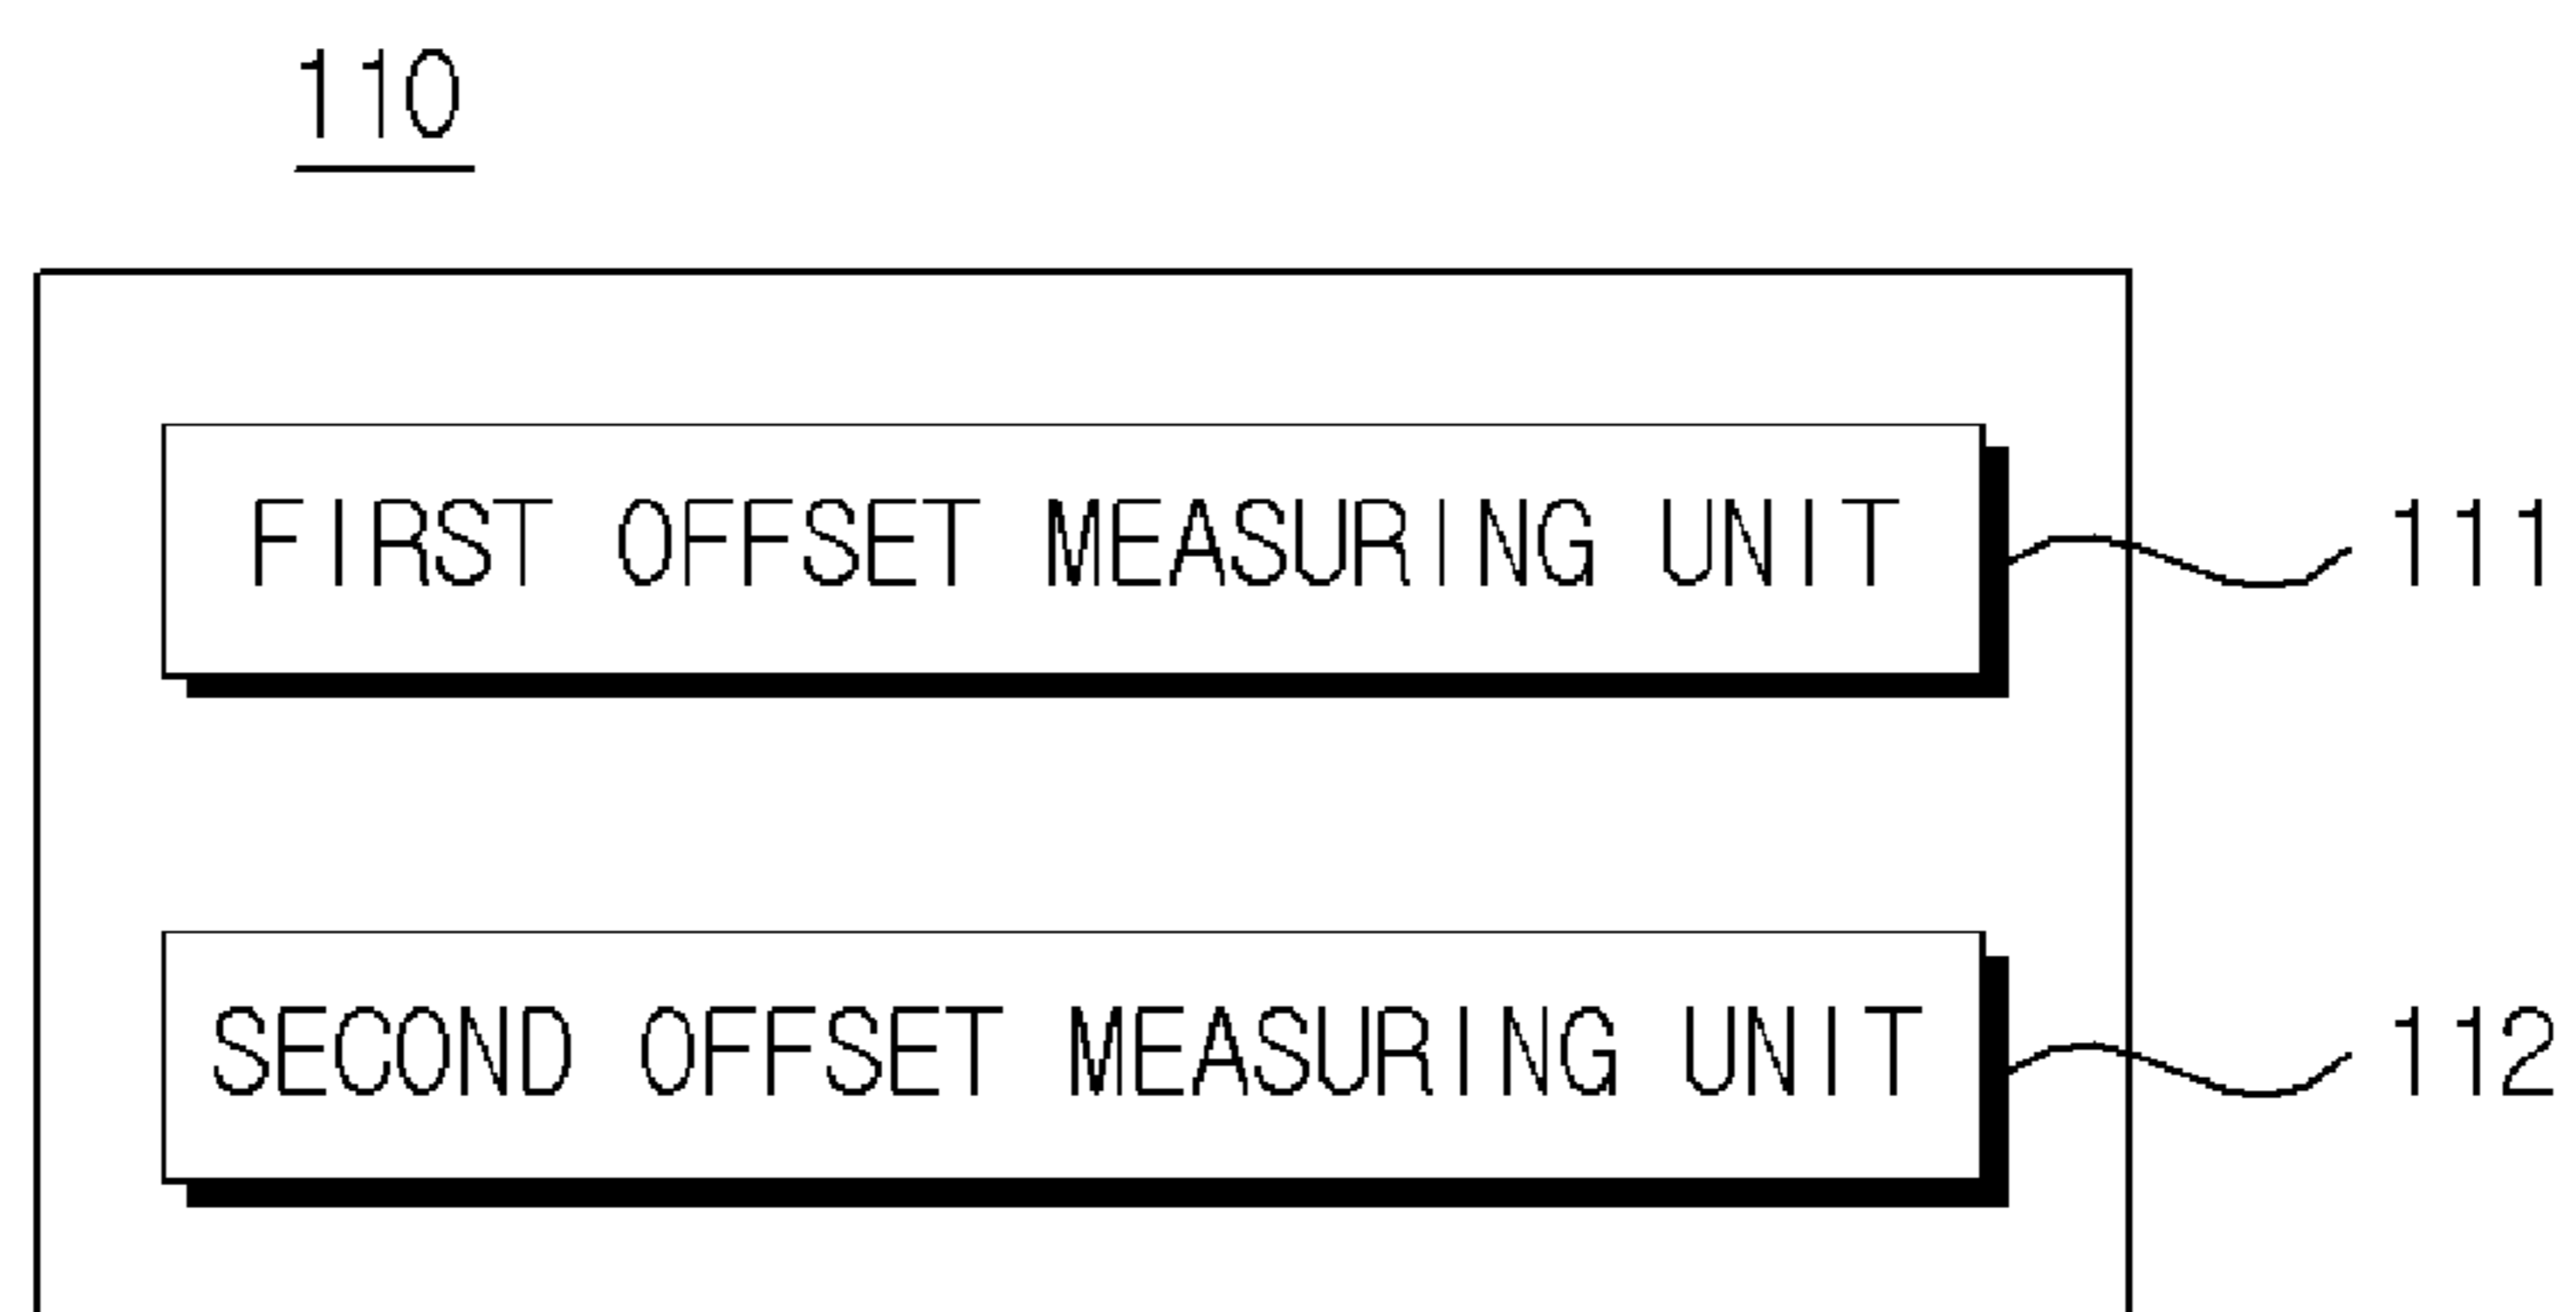 110
FIRST OFFSET MEASURING UNIT
111
SECOND OFFSET MEASURING UNIT
112